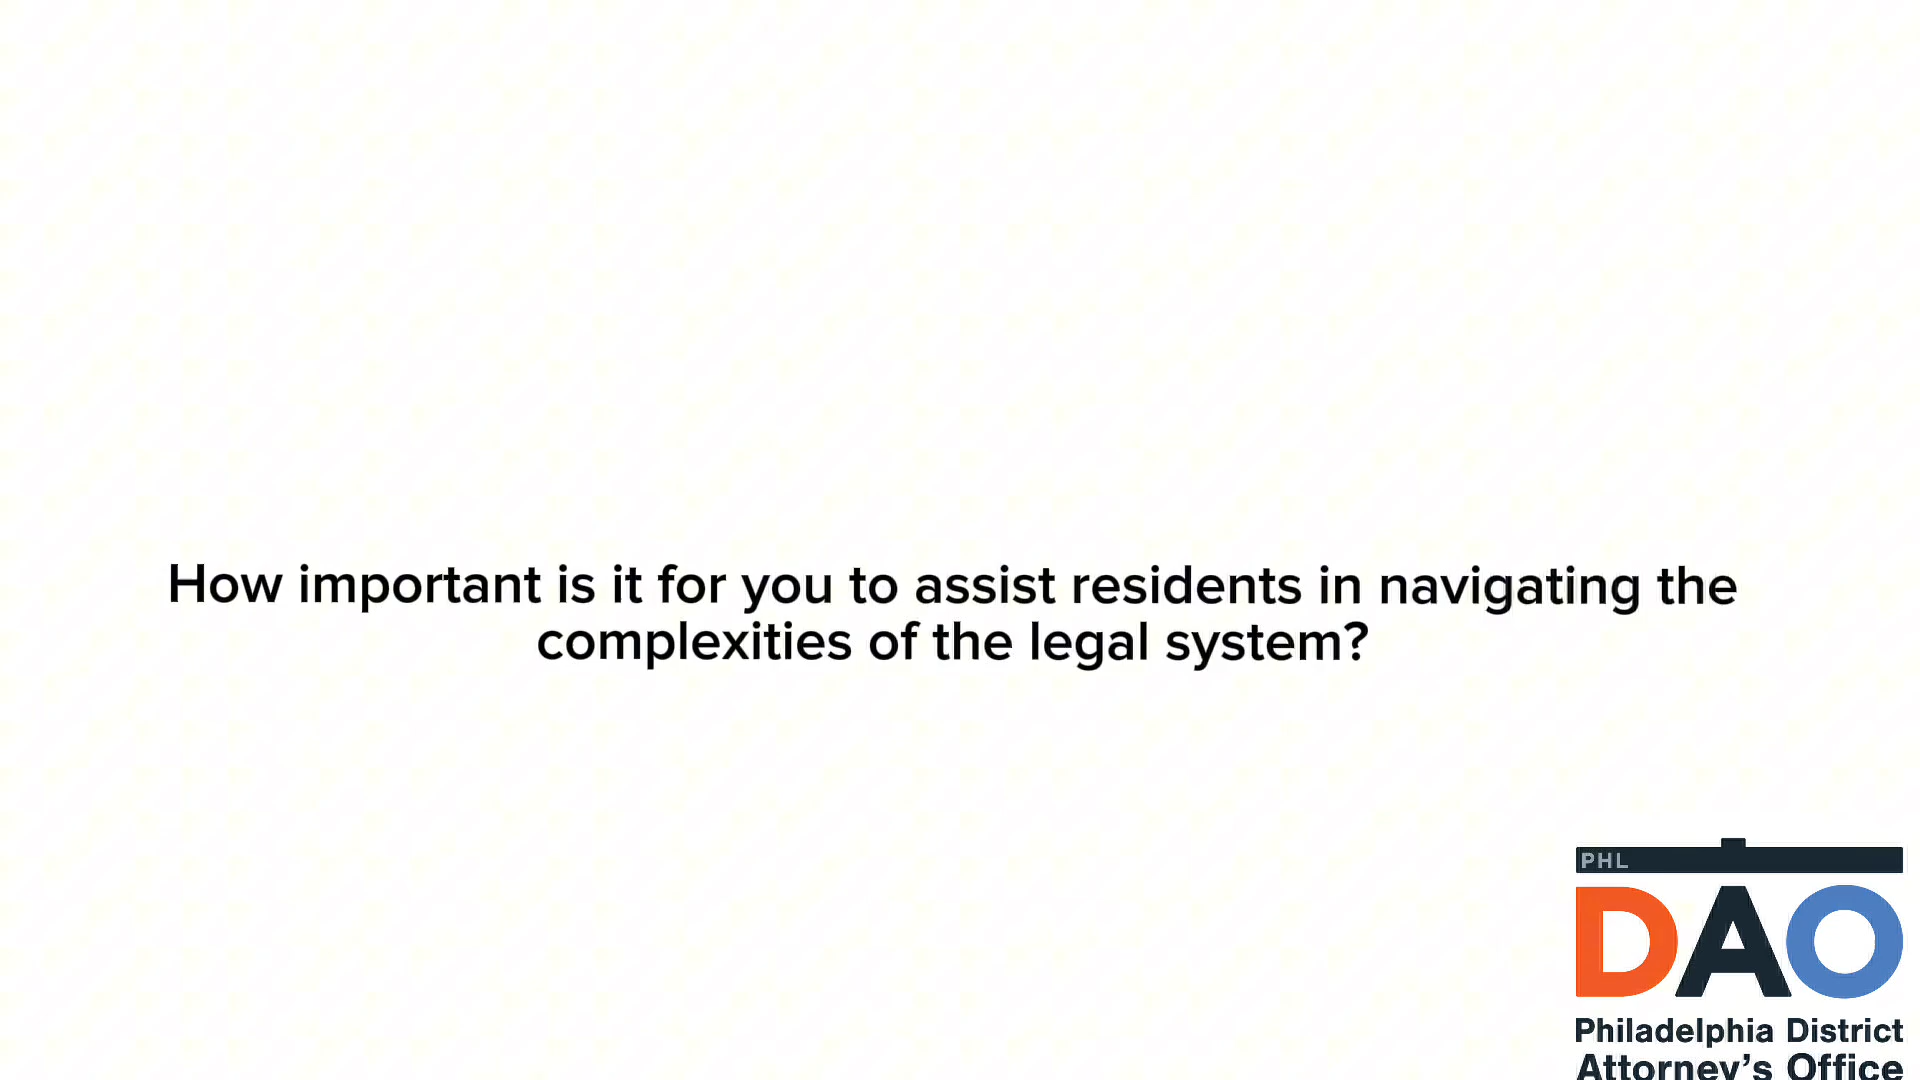 How important is it for you to assist residents in navigating the
complexities of the legal system?
PHL
DAO
Philadelphia District
Attorney's Office